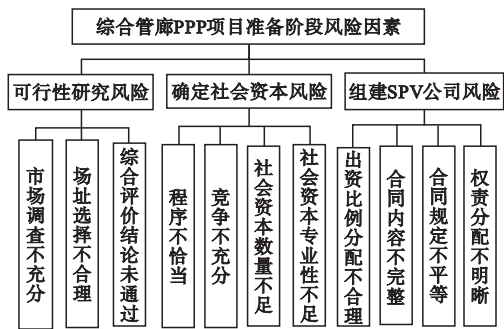 综合管廊PPP项目准备阶段风险因素
可行性研究风险
确定社会资本风险
组建SPV公司风险
市场调查不充分
场址选择不合理
综合评价结论未通过
程序不恰当
竞争不充分
社会资本数量不足
社会资本专业性不足
出资比例分配不合理
合同内容不完整
合同规定不平等
权责分配不明晰